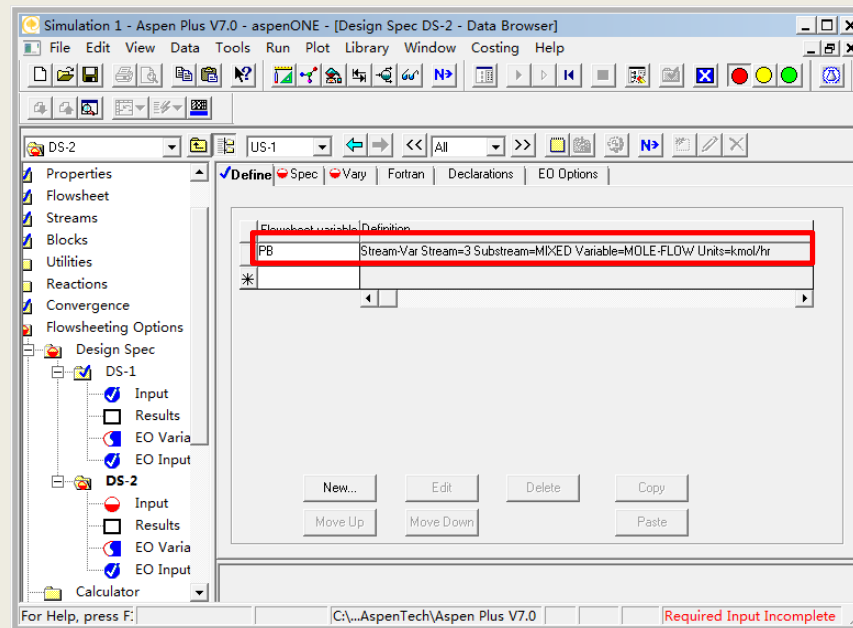 Simulation 1 - Aspen Plus V7.0 - aspenONE - [Design Spec DS-2 - Data Browser]
File Edit View Data Tools Run Plot Library Window Costing Help
N»
DS-2 US-1 << All >> N»
Properties
Flowsheet
Streams
Blocks
Utilities
Reactions
Convergence
Flowsheeting Options
Design Spec
DS-1
Input
Results
EO Varia
EO Input
DS-2
Input
Results
EO Varia
EO Input
Calculator
Define Spec Vary Fortran Declarations EO Options
Flowsheet variable Definition
PB Stream-Var Stream=3 Substream=MIXED Variable=MOLE-FLOW Units=kmol/hr
New... Edit Delete Copy
Move Up Move Down Paste
For Help, press F: C:\...AspenTech\Aspen Plus V7.0 Required Input Incomplete